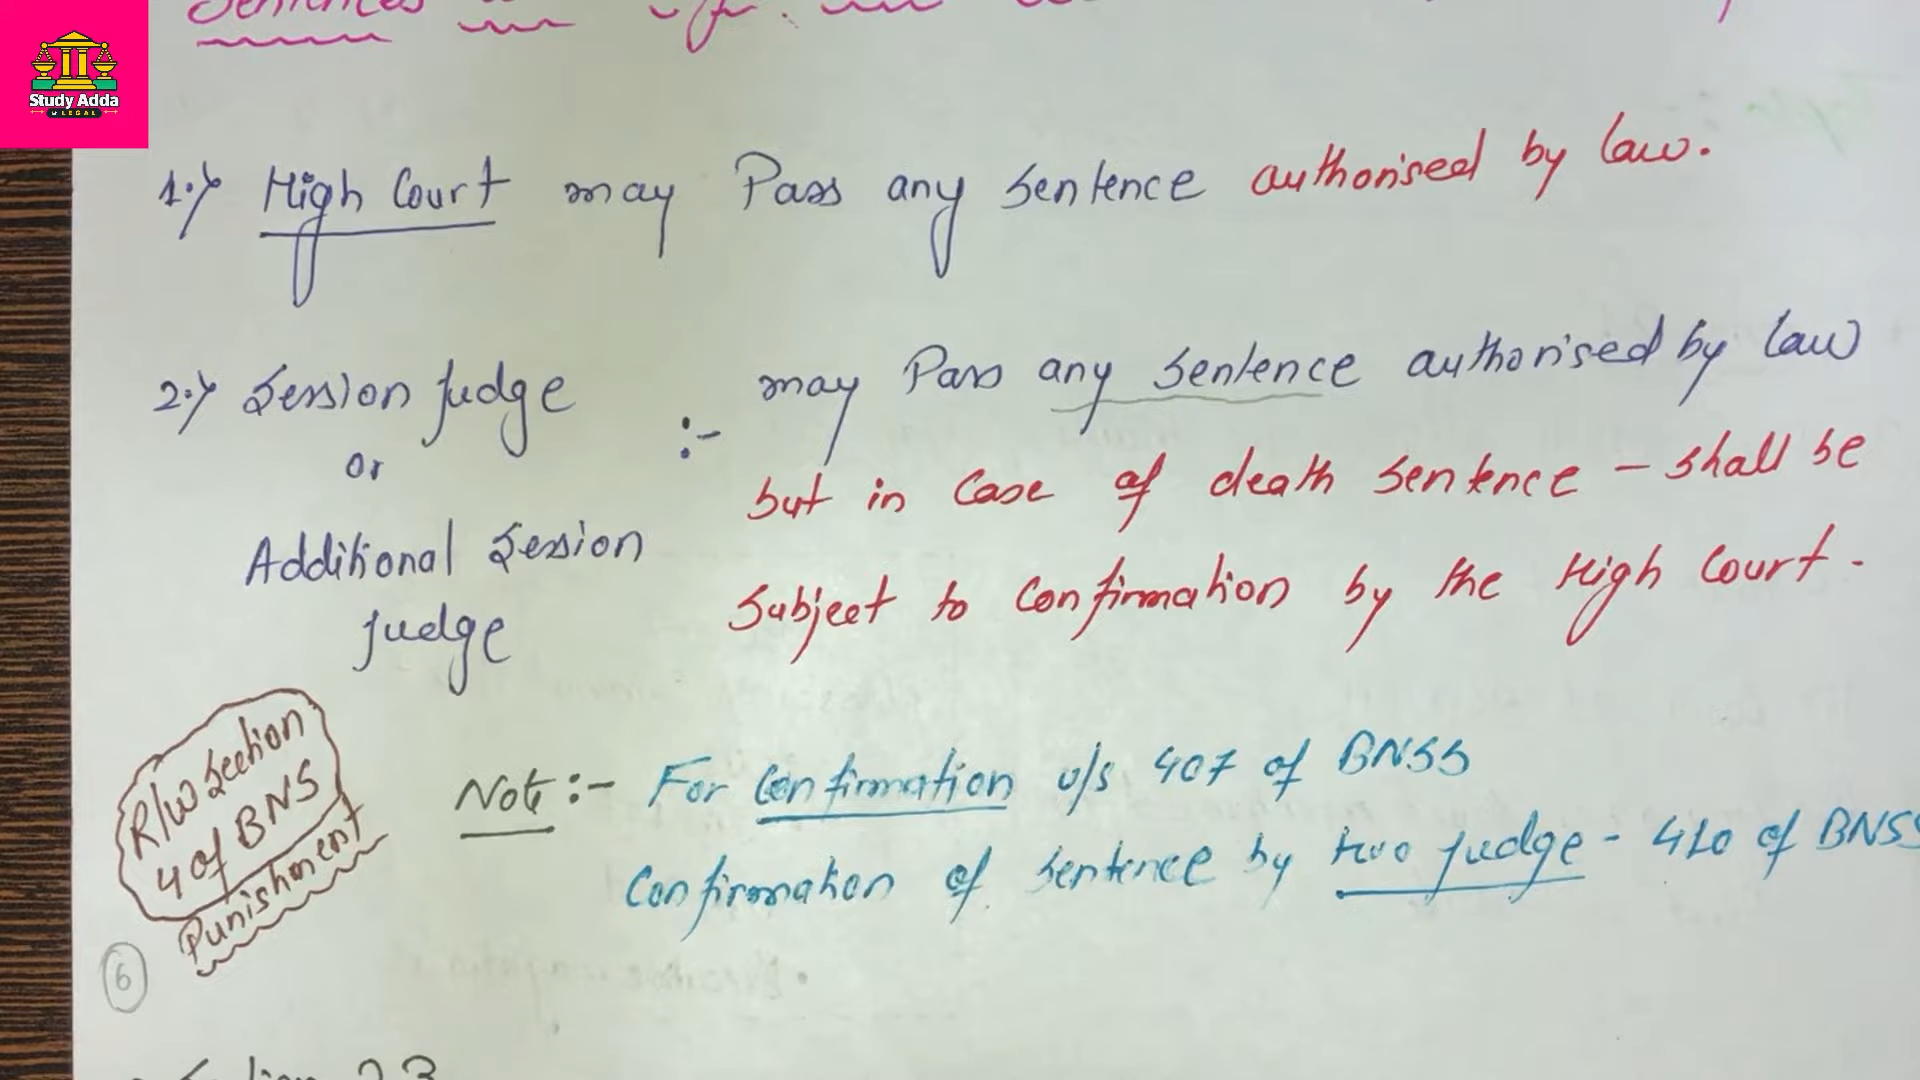 Sentences
Study Adda
LEGAL
1.) High Court may Pass any sentence authorised by law.
2.) Session Judge
or
Additional Session
Judge
:- may Pass any sentence authorised by law
but in Case of death sentence - shall be
subject to Confirmation by the High Court.
R/w Section
4 of BNS
Punishment
Note :- For Confirmation u/s 407 of BNSS
Confirmation of sentence by two judge - 410 of BNSS
6
23